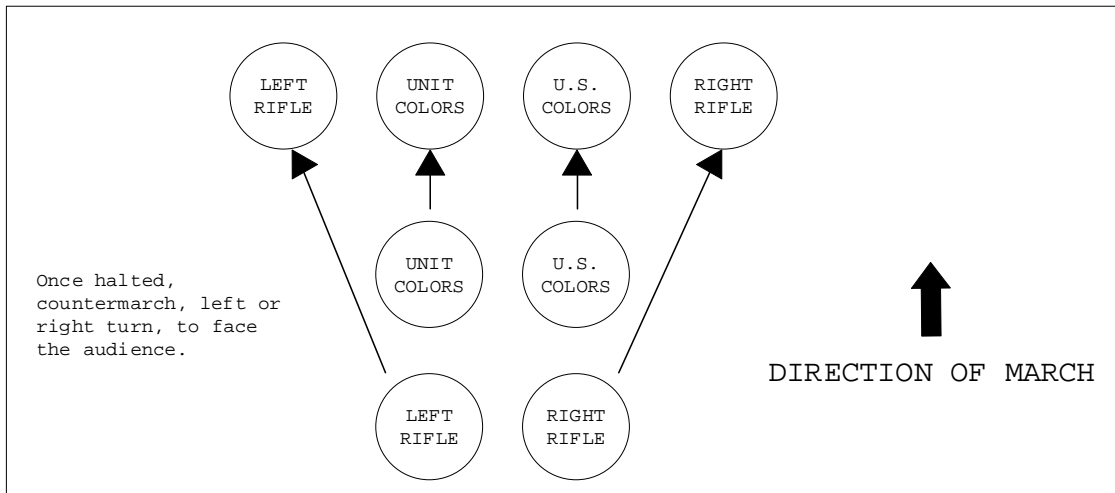 LEFT
RIFLE
UNIT
COLORS
U.S.
COLORS
RIGHT
RIFLE
UNIT
COLORS
U.S.
COLORS
Once halted,
countermarch, left or
right turn, to face
the audience.
DIRECTION OF MARCH
LEFT
RIFLE
RIGHT
RIFLE